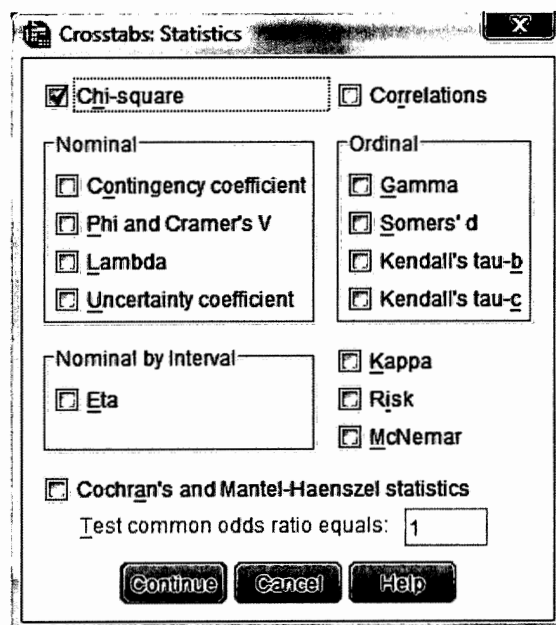 Crosstabs: Statistics
X
Chi-square
Correlations
Nominal
Contingency coefficient
Phi and Cramer's V
Lambda
Uncertainty coefficient
Ordinal
Gamma
Somers' d
Kendall's tau-b
Kendall's tau-c
Nominal by Interval
Eta
Kappa
Risk
McNemar
Cochran's and Mantel-Haenszel statistics
Test common odds ratio equals: 1
Continue Cancel Help